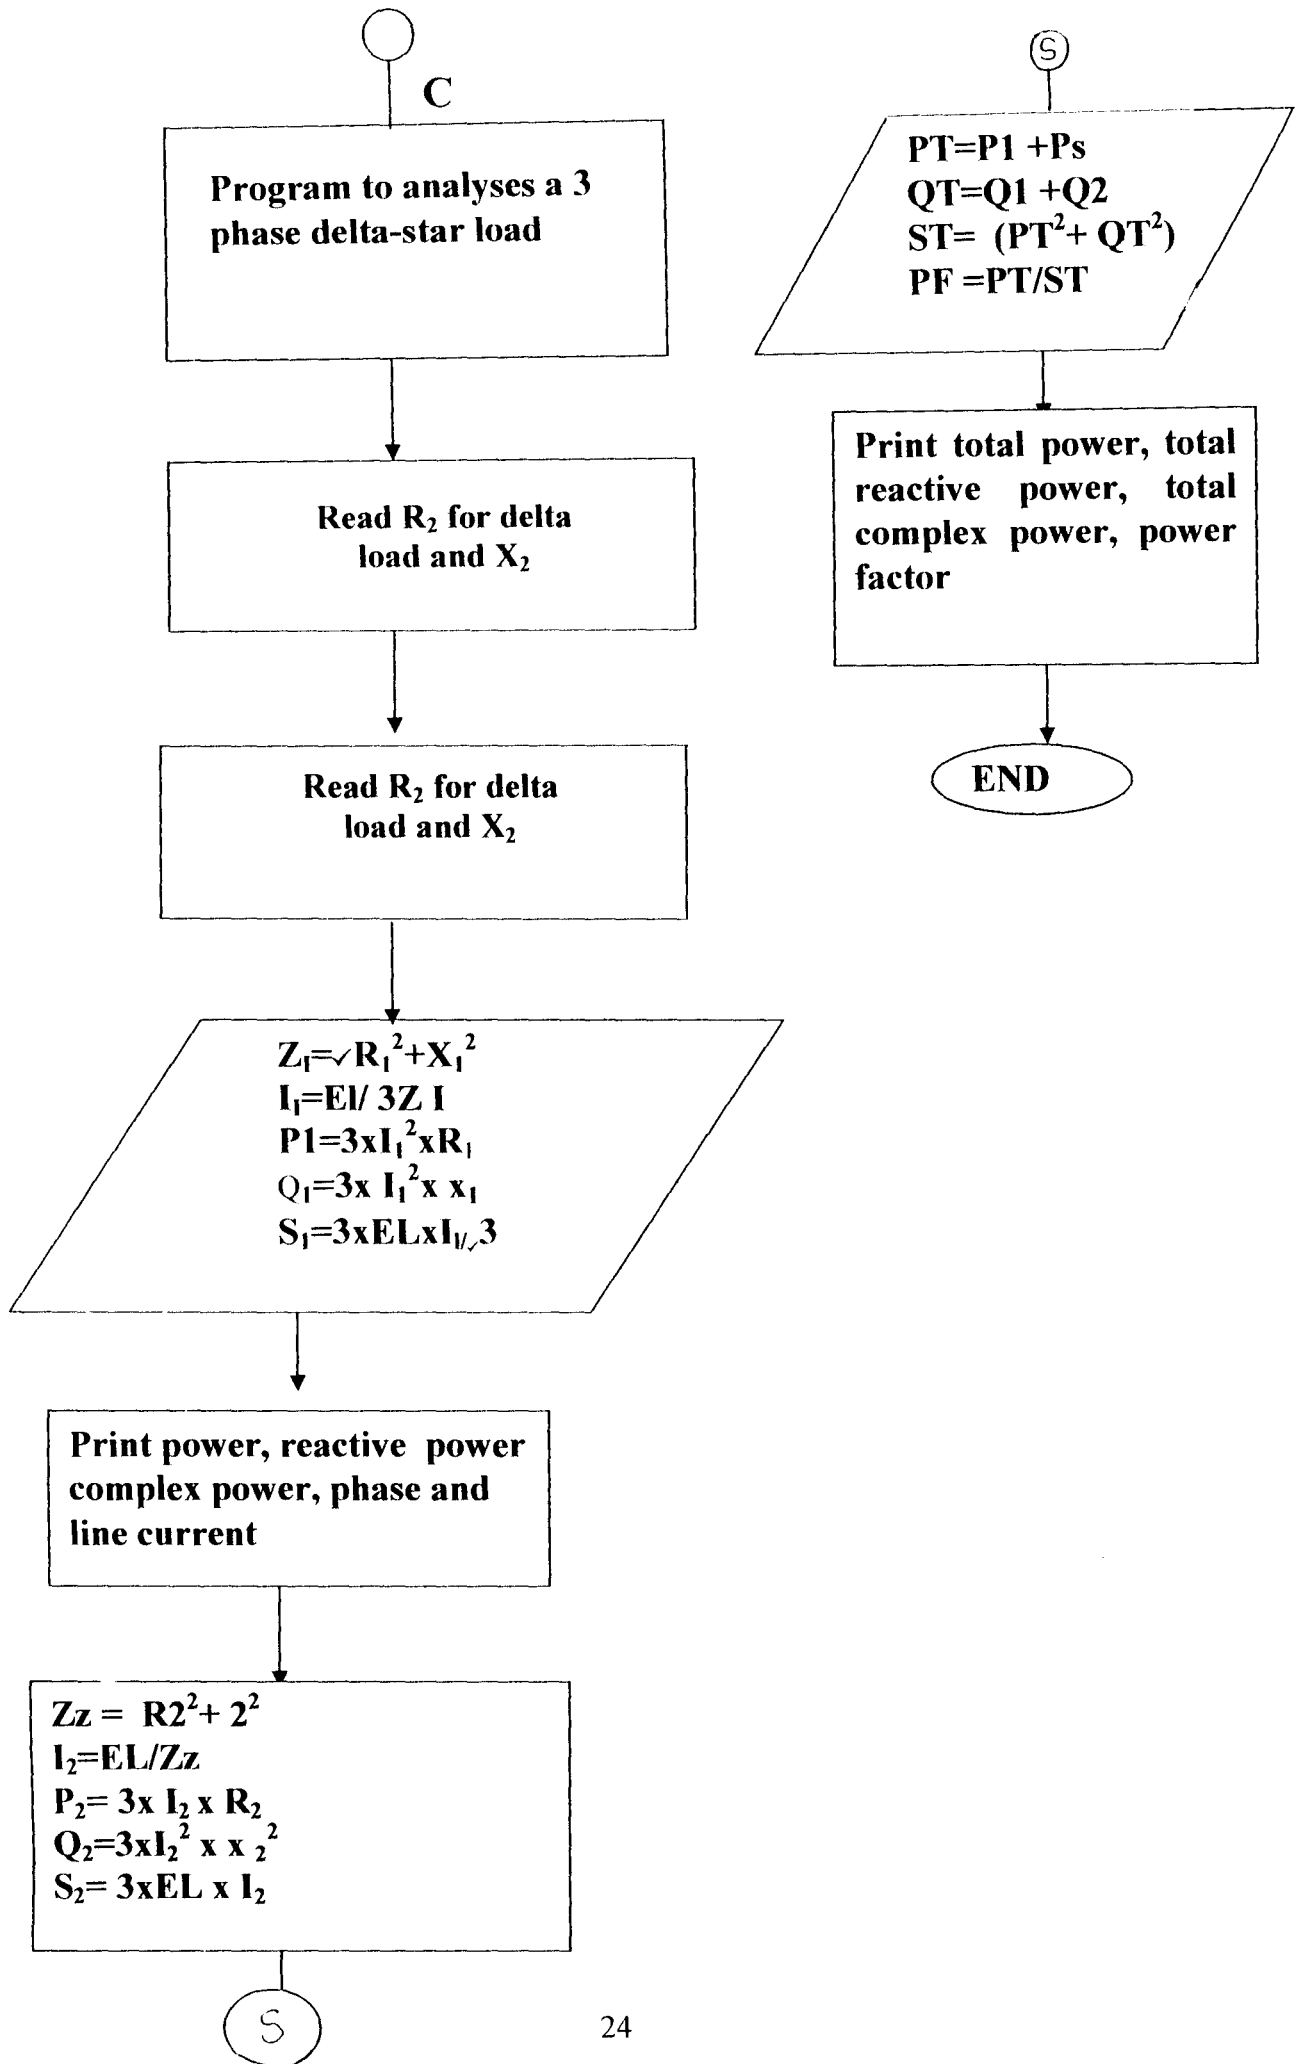 C
Program to analyses a 3
phase delta-star load
Read R₂ for delta
load and X₂
Read R₂ for delta
load and X₂
Z₁=✓R₁²+X₁²
I₁=El/ 3Z I
P1=3xI₁²xR₁
Q₁=3x I₁²x x₁
S₁=3xELxI₁/✓3
Print power, reactive power
complex power, phase and
line current
Zz = R2²+ 2²
I₂=EL/Zz
P₂= 3x I₂ x R₂
Q₂=3xI₂² x x ₂²
S₂= 3xEL x I₂
S
S
PT=P1 +Ps
QT=Q1 +Q2
ST= (PT²+ QT²)
PF =PT/ST
Print total power, total
reactive power, total
complex power, power
factor
END
24